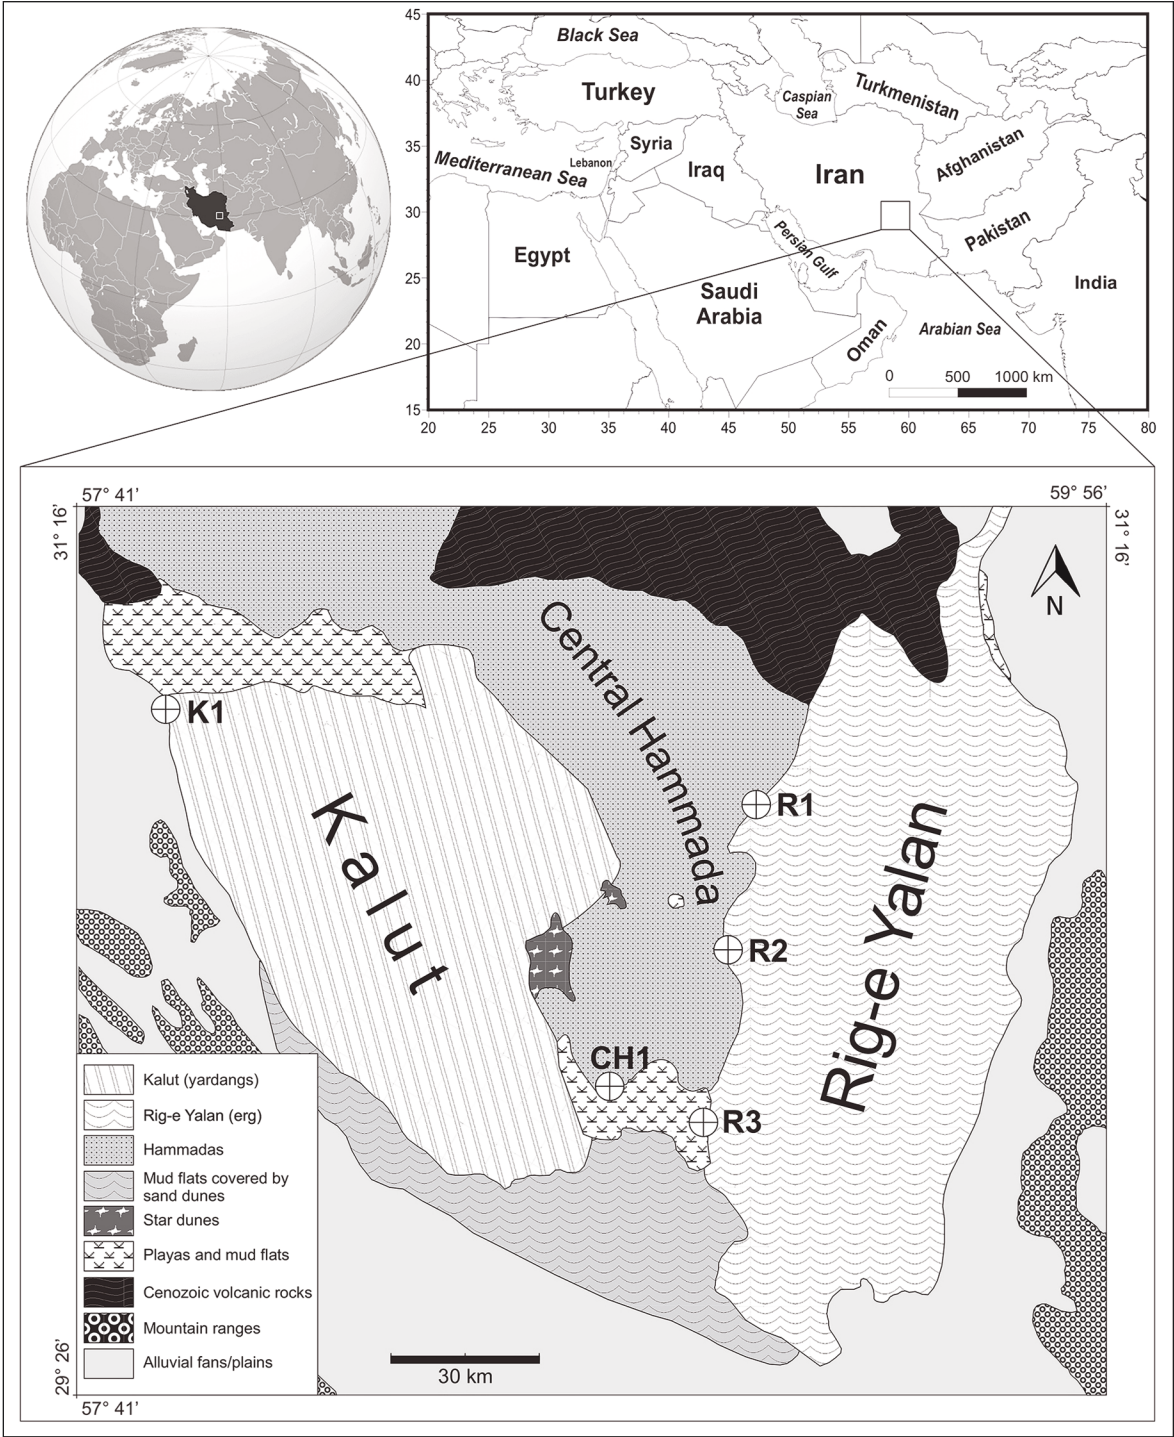 45
40
35
30
25
20
15
20
25
30
35
40
45
50
55
60
65
70
75
80
Black Sea
Turkey
Caspian
Sea
Turkmenistan
Syria
Lebanon
Mediterranean Sea
Iraq
Iran
Afghanistan
Pakistan
Egypt
Persian Gulf
India
Saudi
Arabia
Oman
Arabian Sea
0 500 1000 km
57° 41’
59° 56’
31° 16’
31° 16’
N
Central Hammada
K1
R1
Kalut
Rig-e Yalan
R2
CH1
R3
Kalut (yardangs)
Rig-e Yalan (erg)
Hammadas
Mud flats covered by
sand dunes
Star dunes
Playas and mud flats
Cenozoic volcanic rocks
Mountain ranges
Alluvial fans/plains
30 km
29° 26’
57° 41’